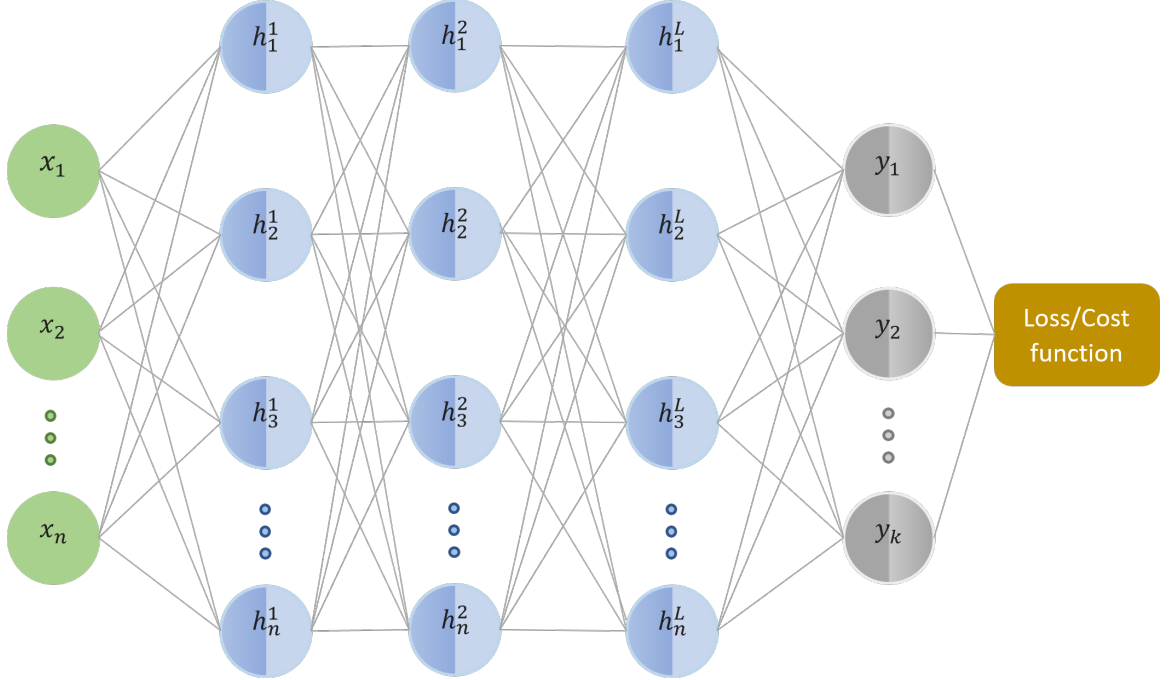 h₁¹ h₁² h₁ᴸ
x₁ y₁
h₂¹ h₂² h₂ᴸ
x₂ y₂ Loss/Cost
function
h₃¹ h₃² h₃ᴸ
xₙ yₖ
hₙ¹ hₙ² hₙᴸ